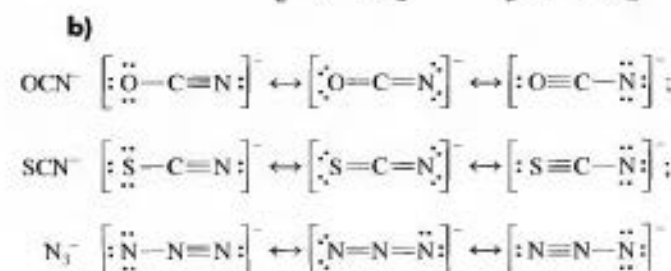 b)
OCN⁻ [:Ö—C≡N:]⁻ ↔ [:O=C=N:]⁻ ↔ [:O≡C—N̈:]⁻
SCN⁻ [:S̈—C≡N:]⁻ ↔ [:S=C=N:]⁻ ↔ [:S≡C—N̈:]⁻
N₃⁻ [:N̈—N≡N:]⁻ ↔ [:N=N=N̈:]⁻ ↔ [:N≡N—N̈:]⁻